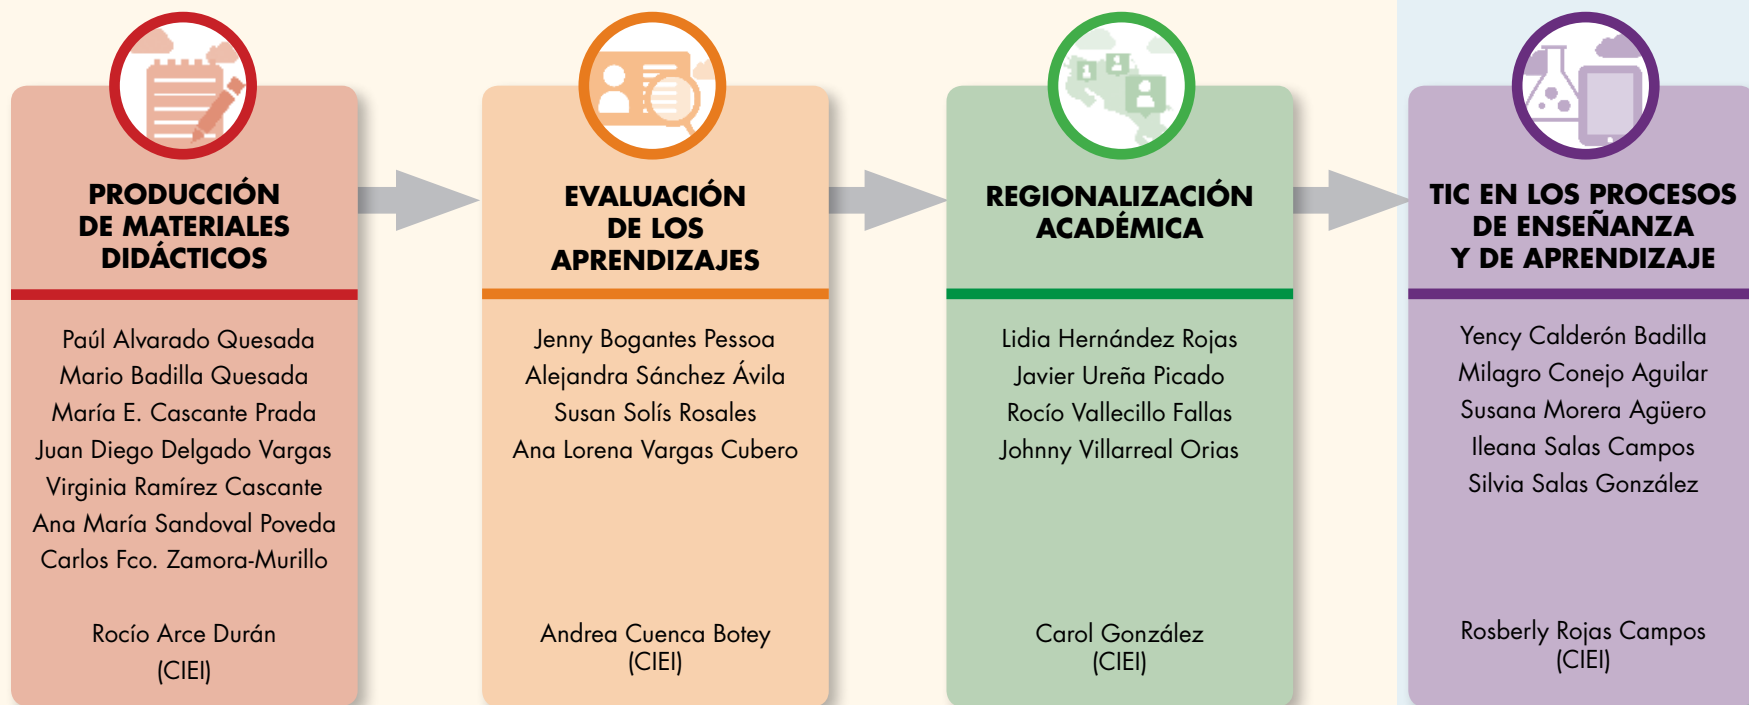 PRODUCCIÓN
DE MATERIALES
DIDÁCTICOS
Paúl Alvarado Quesada
Mario Badilla Quesada
María E. Cascante Prada
Juan Diego Delgado Vargas
Virginia Ramírez Cascante
Ana María Sandoval Poveda
Carlos Fco. Zamora-Murillo
Rocío Arce Durán
(CIEI)
EVALUACIÓN
DE LOS
APRENDIZAJES
Jenny Bogantes Pessoa
Alejandra Sánchez Ávila
Susan Solís Rosales
Ana Lorena Vargas Cubero
Andrea Cuenca Botey
(CIEI)
REGIONALIZACIÓN
ACADÉMICA
Lidia Hernández Rojas
Javier Ureña Picado
Rocío Vallecillo Fallas
Johnny Villarreal Orias
Carol González
(CIEI)
TIC EN LOS PROCESOS
DE ENSEÑANZA
Y DE APRENDIZAJE
Yency Calderón Badilla
Milagro Conejo Aguilar
Susana Morera Agüero
Ileana Salas Campos
Silvia Salas González
Rosberly Rojas Campos
(CIEI)